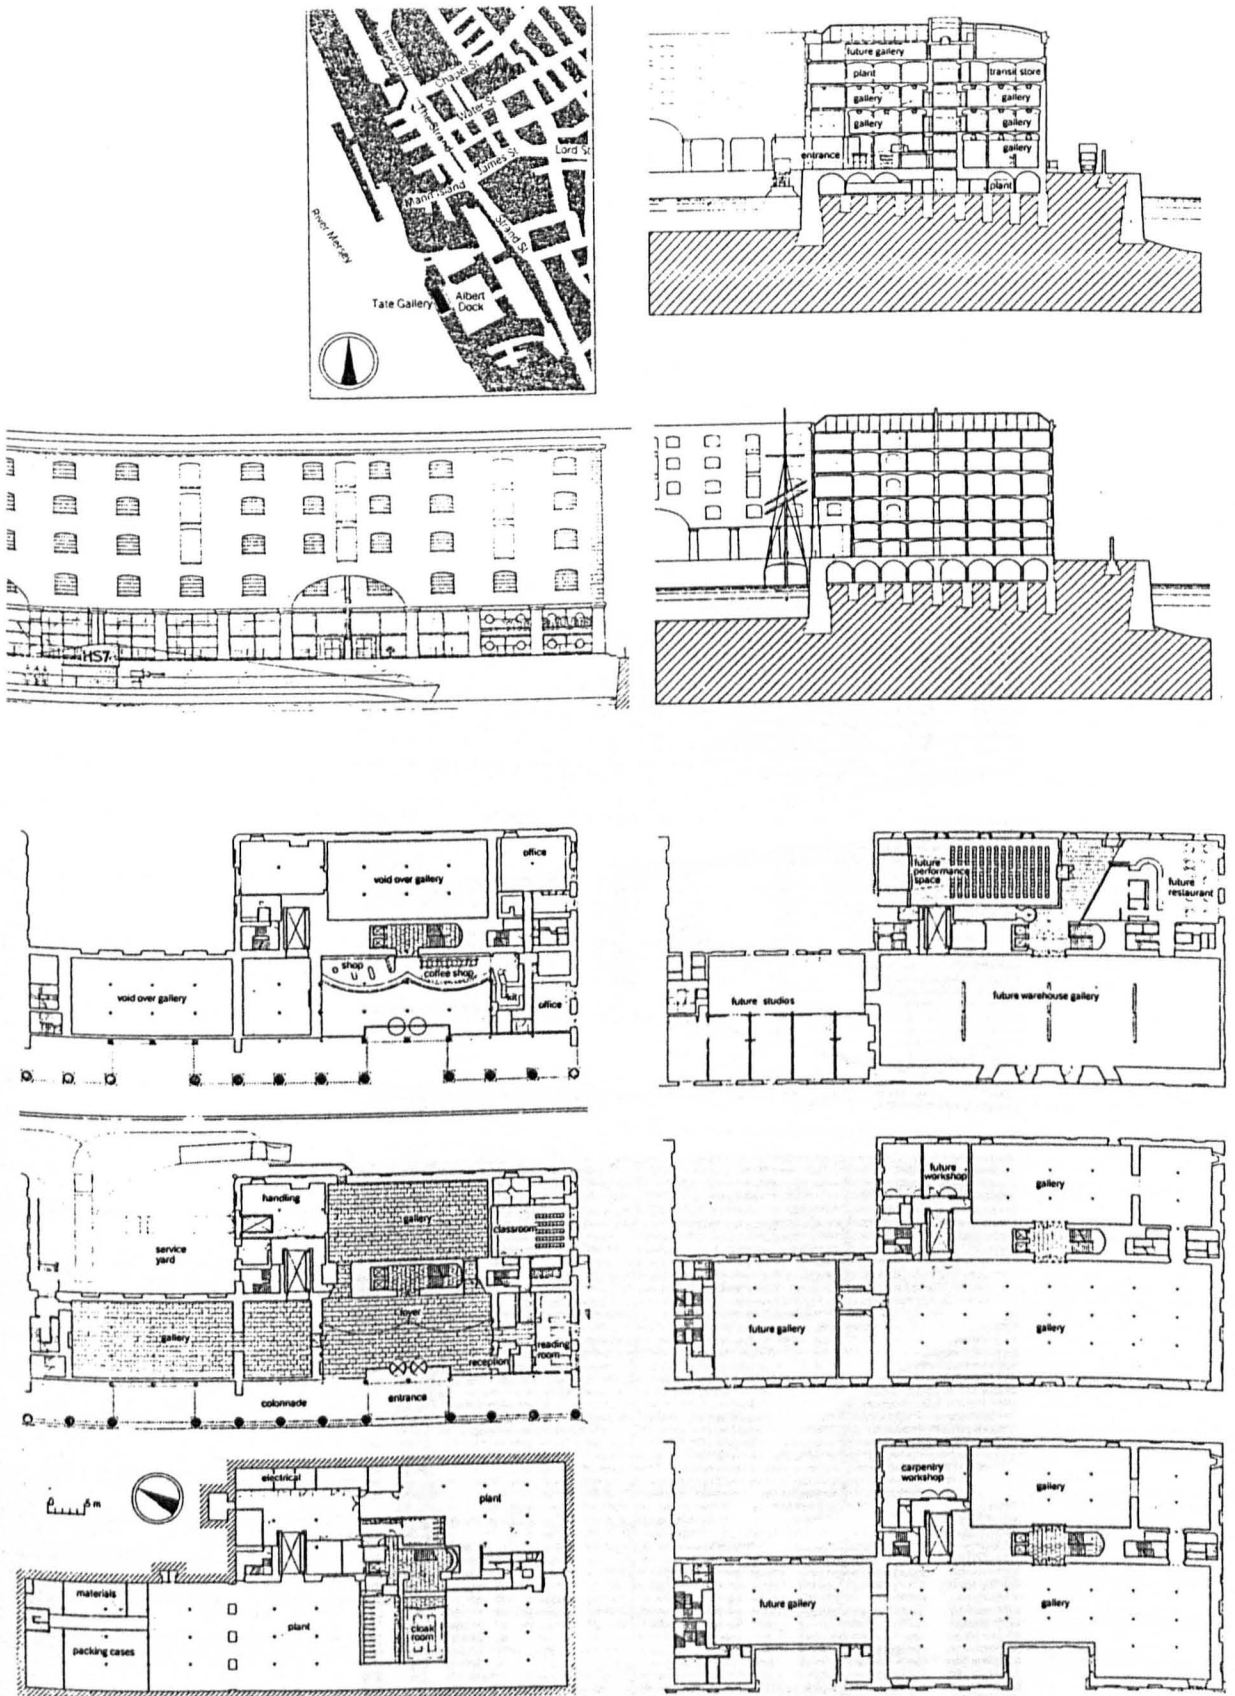 New Quay
Chapel St
Water St
The Strand
James St
Lord St
Mann Island
Strand St
River Mersey
Tate Gallery
Albert
Dock
future gallery
plant
transit store
gallery
gallery
gallery
gallery
entrance
gallery
plant
HS7
office
void over gallery
shop
coffee shop
void over gallery
kit
office
future
performance
space
future
restaurant
future studios
future warehouse gallery
handling
gallery
classroom
service
yard
foyer
gallery
reception
reading
room
colonnade
entrance
future
workshop
gallery
future gallery
gallery
0 5 m
electrical
plant
materials
plant
cloak
room
packing cases
carpentry
workshop
gallery
future gallery
gallery